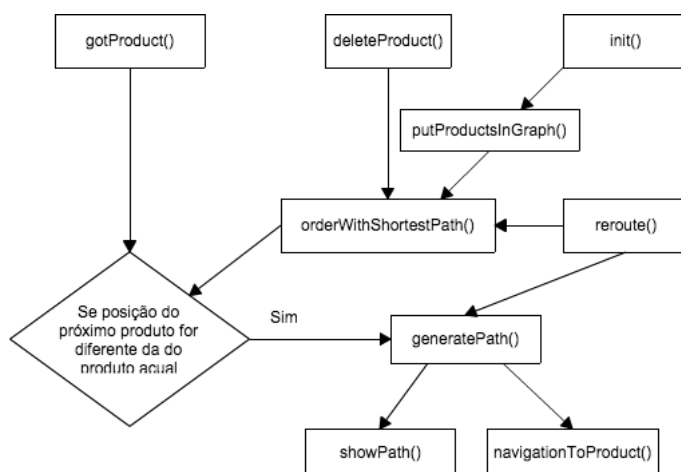 gotProduct()
deleteProduct()
init()
putProductsInGraph()
orderWithShortestPath()
reroute()
Se posição do
próximo produto for
diferente da do
produto acual
Sim
generatePath()
showPath()
navigationToProduct()